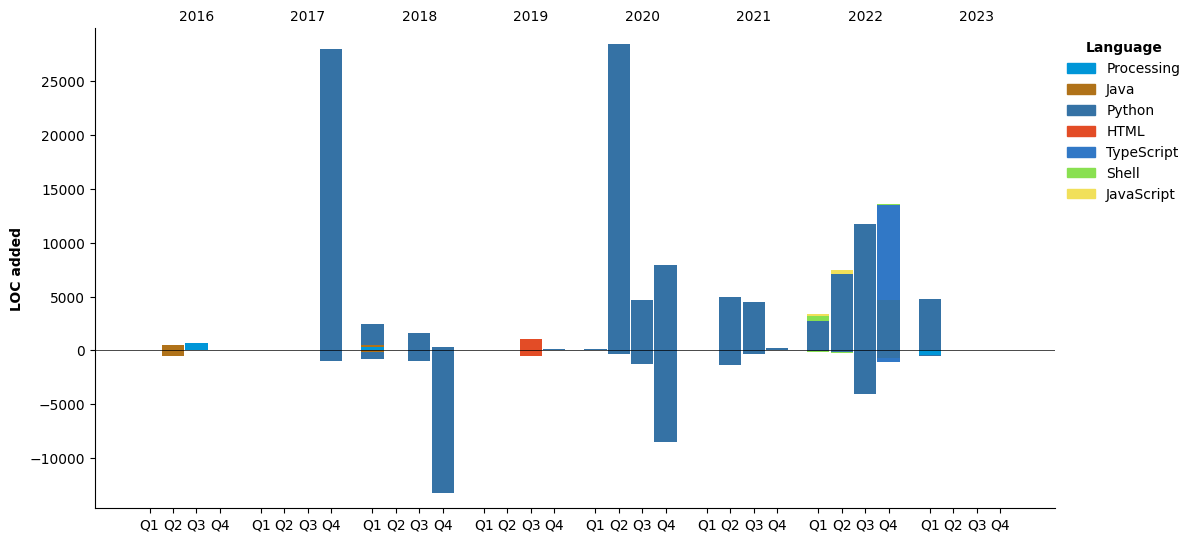 2016 2017 2018 2019 2020 2021 2022 2023
Language
Processing
Java
Python
HTML
TypeScript
Shell
JavaScript
LOC added
25000
20000
15000
10000
5000
0
−5000
−10000
Q1 Q2 Q3 Q4 Q1 Q2 Q3 Q4 Q1 Q2 Q3 Q4 Q1 Q2 Q3 Q4 Q1 Q2 Q3 Q4 Q1 Q2 Q3 Q4 Q1 Q2 Q3 Q4 Q1 Q2 Q3 Q4